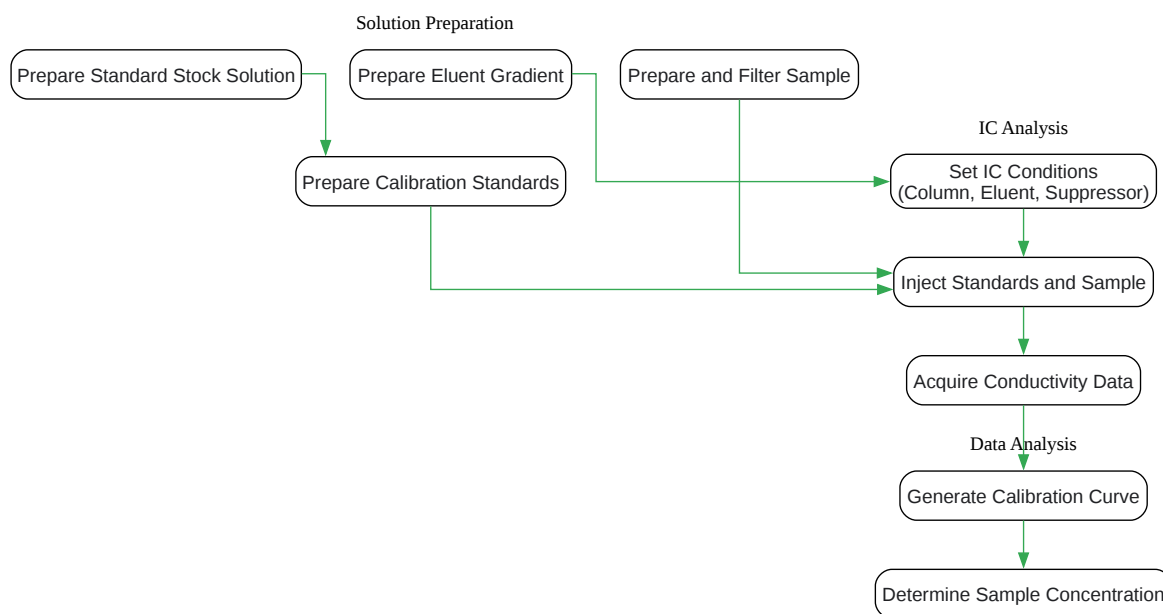 Solution Preparation
Prepare Standard Stock Solution
Prepare Eluent Gradient
Prepare and Filter Sample
IC Analysis
Prepare Calibration Standards
Set IC Conditions
(Column, Eluent, Suppressor)
Inject Standards and Sample
Acquire Conductivity Data
Data Analysis
Generate Calibration Curve
Determine Sample Concentration